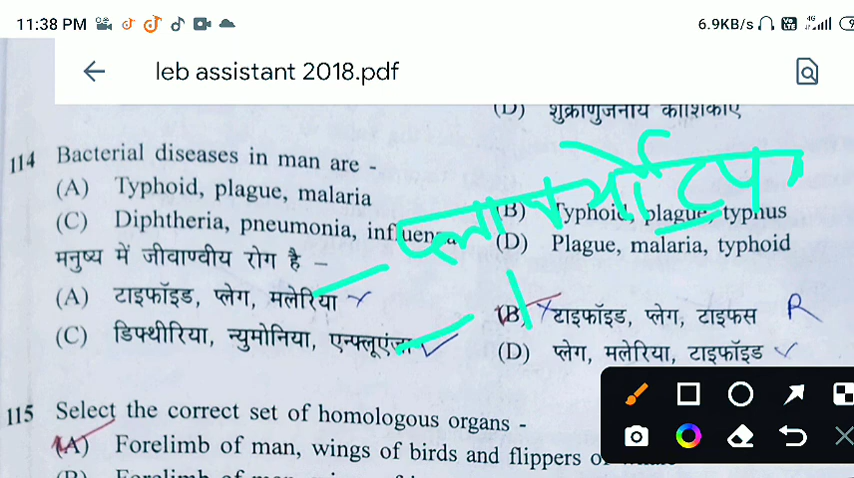 11:38 PM
6.9KB/s 4G
leb assistant 2018.pdf
(D) शुक्राणुजनीय कोशिकाएं
114 Bacterial diseases in man are -
(A) Typhoid, plague, malaria
(B) Typhoid, plague, typhus
(C) Diphtheria, pneumonia, influenza
(D) Plague, malaria, typhoid
मनुष्य में जीवाण्वीय रोग है –
(A) टाइफॉइड, प्लेग, मलेरिया
(B) टाइफॉइड, प्लेग, टाइफस R
(C) डिफ्थीरिया, न्युमोनिया, एन्फ्लूएंजा
(D) प्लेग, मलेरिया, टाइफॉइड
115 Select the correct set of homologous organs -
(A) Forelimb of man, wings of birds and flippers of